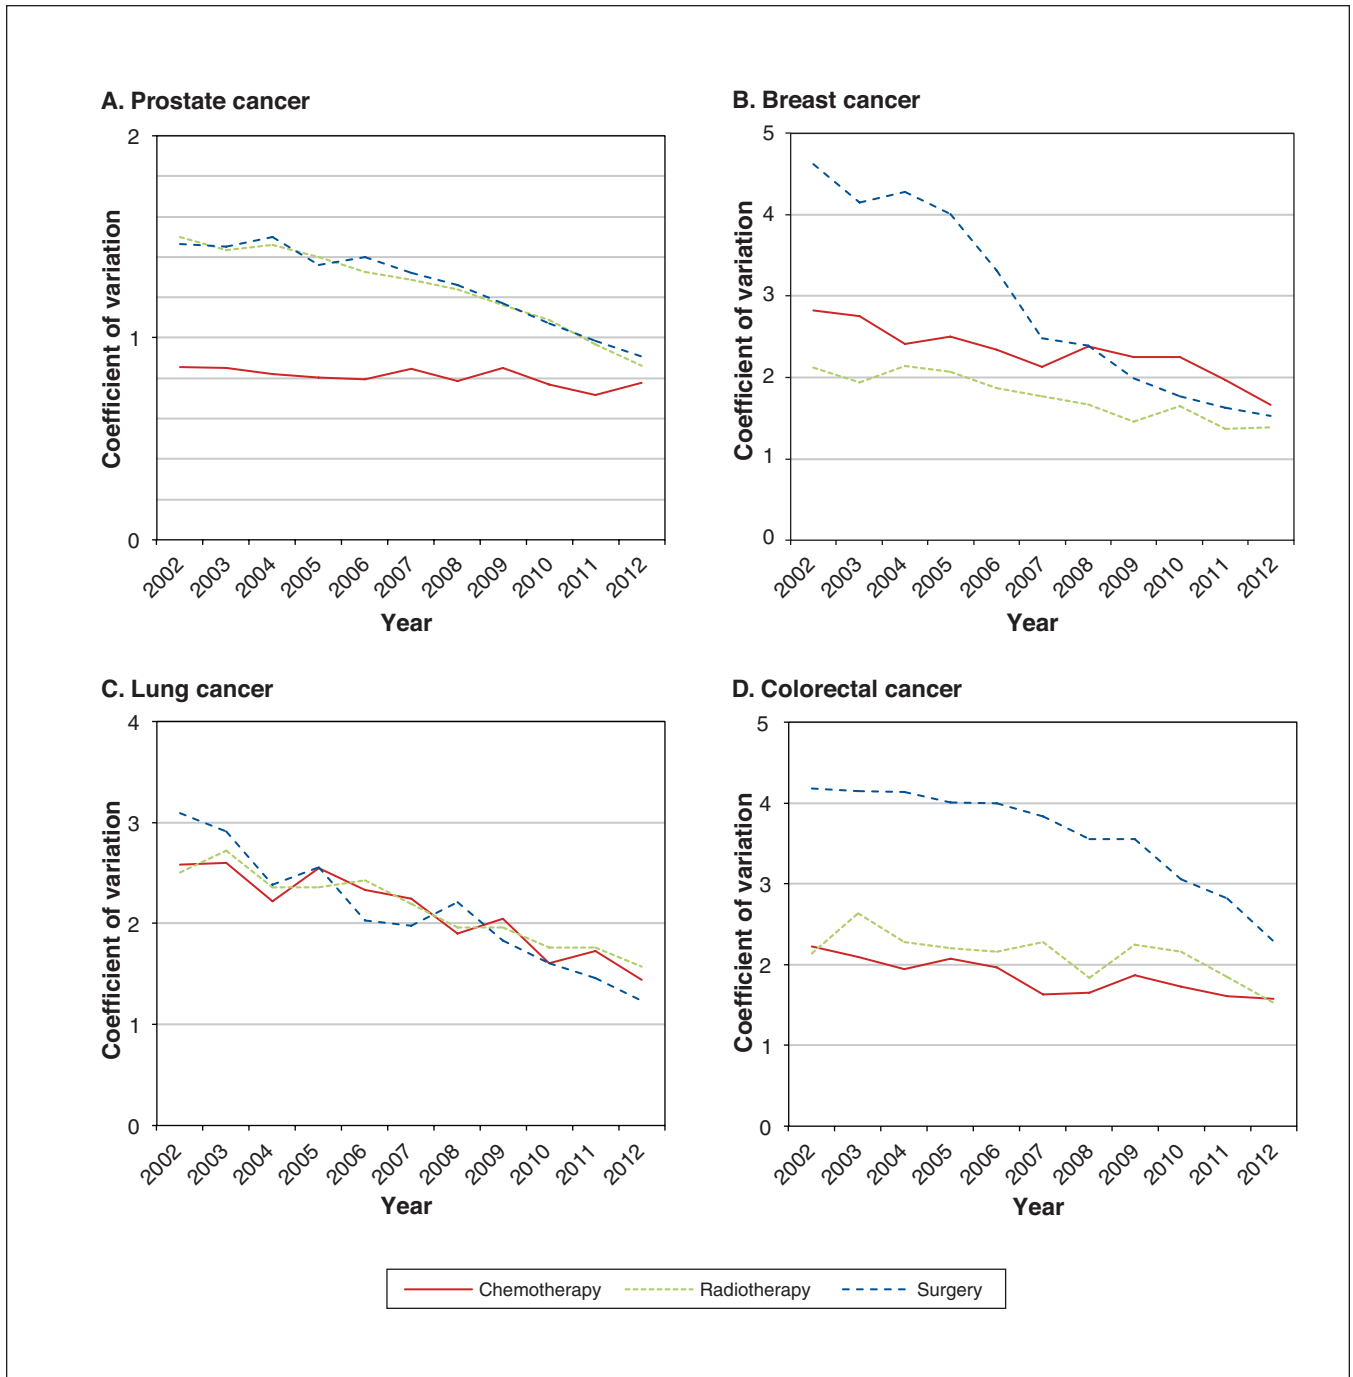 A. Prostate cancer
2
1
0
Coefficient of variation
2002 2003 2004 2005 2006 2007 2008 2009 2010 2011 2012
Year
B. Breast cancer
5
4
3
2
1
0
Coefficient of variation
2002 2003 2004 2005 2006 2007 2008 2009 2010 2011 2012
Year
C. Lung cancer
4
3
2
1
0
Coefficient of variation
2002 2003 2004 2005 2006 2007 2008 2009 2010 2011 2012
Year
D. Colorectal cancer
5
4
3
2
1
0
Coefficient of variation
2002 2003 2004 2005 2006 2007 2008 2009 2010 2011 2012
Year
Chemotherapy Radiotherapy Surgery